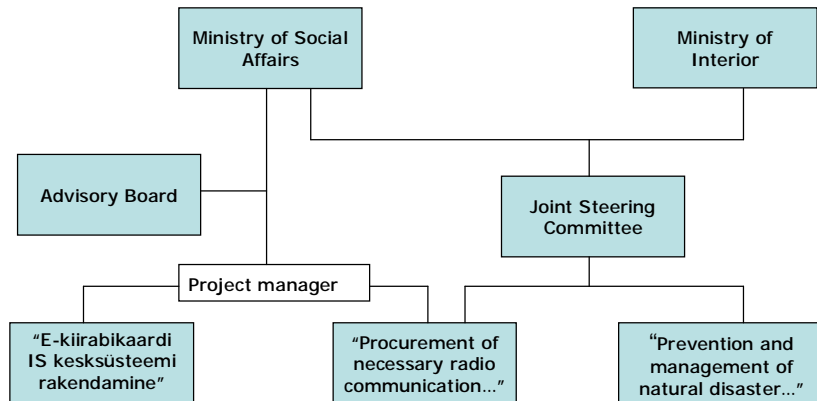 Ministry of Social
Affairs
Ministry of
Interior
Advisory Board
Joint Steering
Committee
Project manager
“E-kiirabikaardi
IS kesksüsteemi
rakendamine”
“Procurement of
necessary radio
communication...”
“Prevention and
management of
natural disaster...”